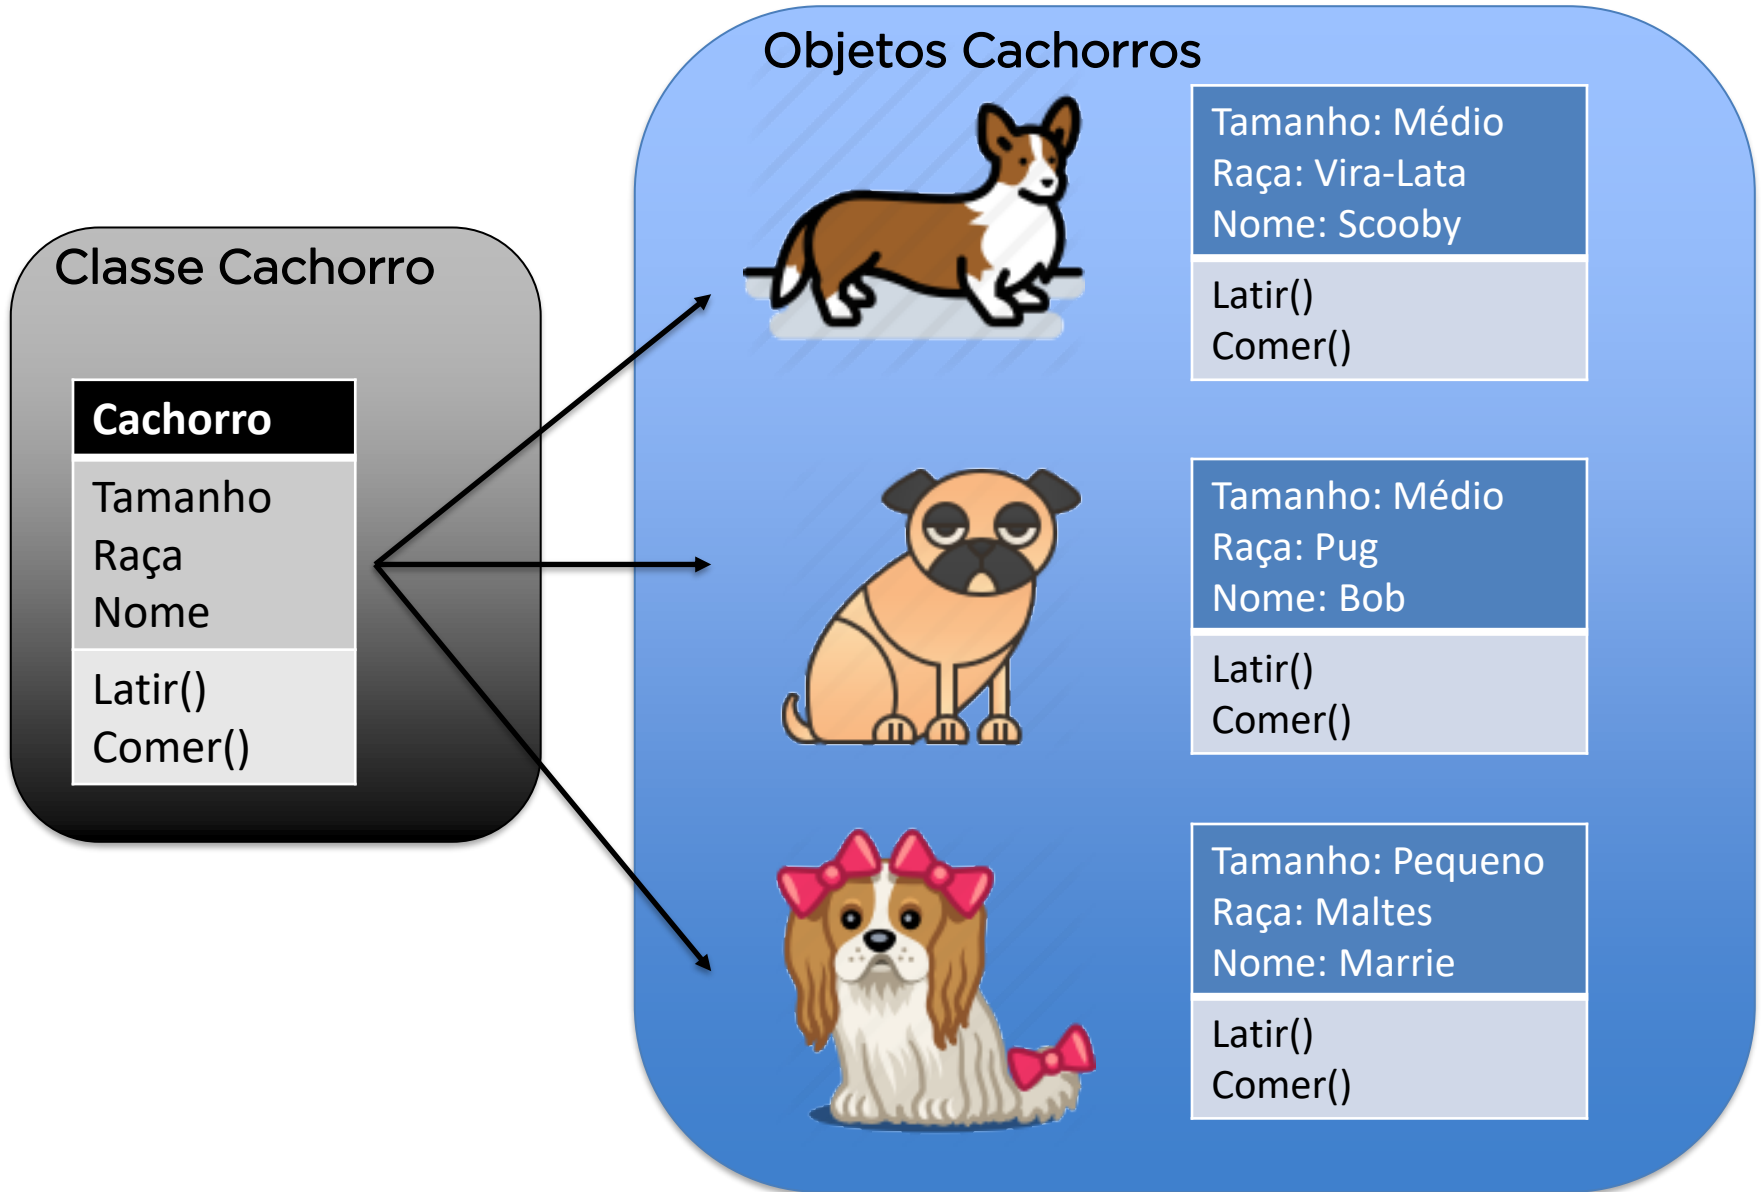 Classe Cachorro
Cachorro
Tamanho
Raça
Nome
Latir()
Comer()
Objetos Cachorros
Tamanho: Médio
Raça: Vira-Lata
Nome: Scooby
Latir()
Comer()
Tamanho: Médio
Raça: Pug
Nome: Bob
Latir()
Comer()
Tamanho: Pequeno
Raça: Maltes
Nome: Marrie
Latir()
Comer()